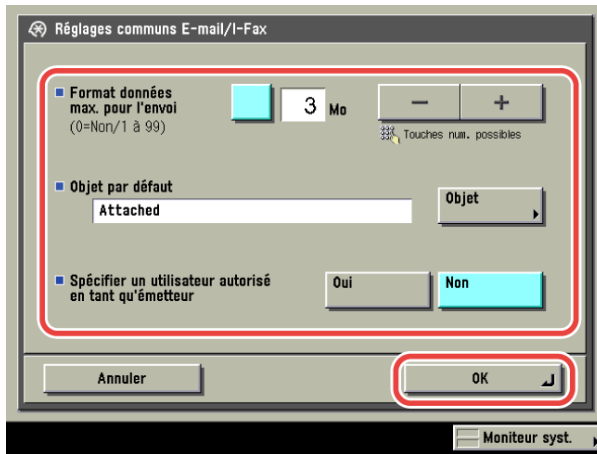 Réglages communs E-mail/I-Fax
Format données
max. pour l'envoi
(0=Non/1 à 99)
3 Mo
− +
Touches num. possibles
Objet par défaut
Attached
Objet
Spécifier un utilisateur autorisé
en tant qu'émetteur
Oui
Non
Annuler
OK
Moniteur syst.